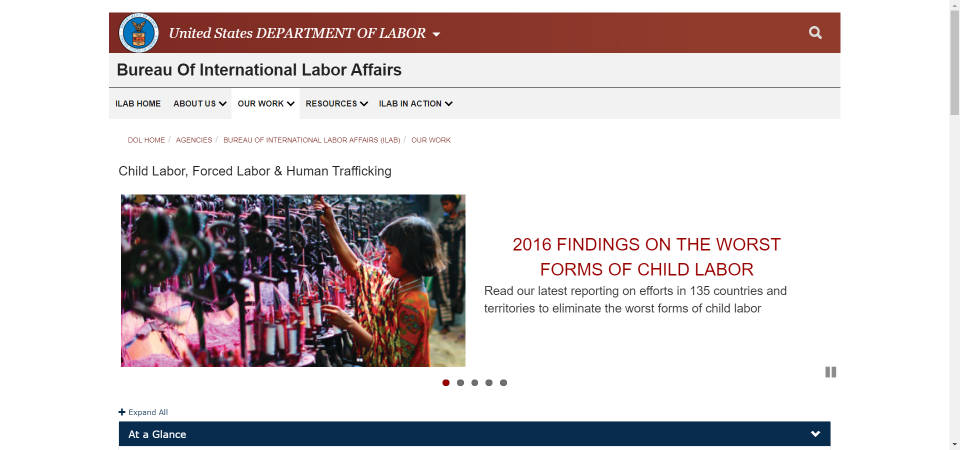 United States DEPARTMENT OF LABOR
Bureau Of International Labor Affairs
ILAB HOME ABOUT US OUR WORK RESOURCES ILAB IN ACTION
DOL HOME / AGENCIES / BUREAU OF INTERNATIONAL LABOR AFFAIRS (ILAB) / OUR WORK
Child Labor, Forced Labor & Human Trafficking
2016 FINDINGS ON THE WORST
FORMS OF CHILD LABOR
Read our latest reporting on efforts in 135 countries and
territories to eliminate the worst forms of child labor
Expand All
At a Glance